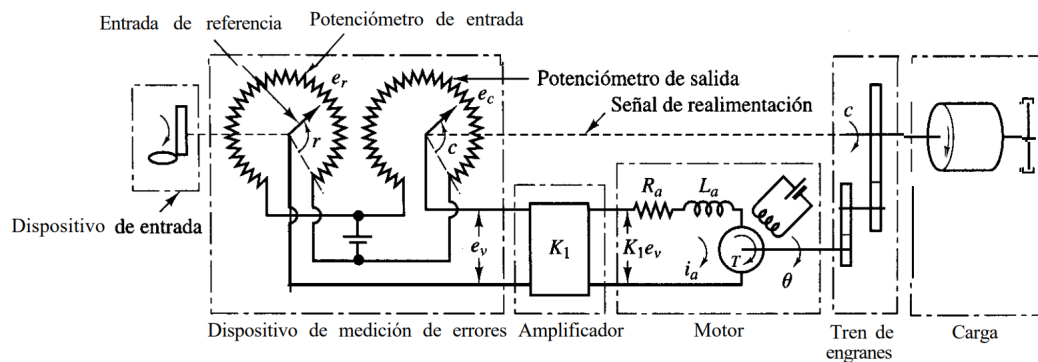 Entrada de referencia
Potenciómetro de entrada
e_r
e_c
Potenciómetro de salida
Señal de realimentación
r
c
c
Dispositivo de entrada
R_a
L_a
e_v
K_1
K_1e_v
i_a
T
θ
Dispositivo de medición de errores
Amplificador
Motor
Tren de
engranes
Carga